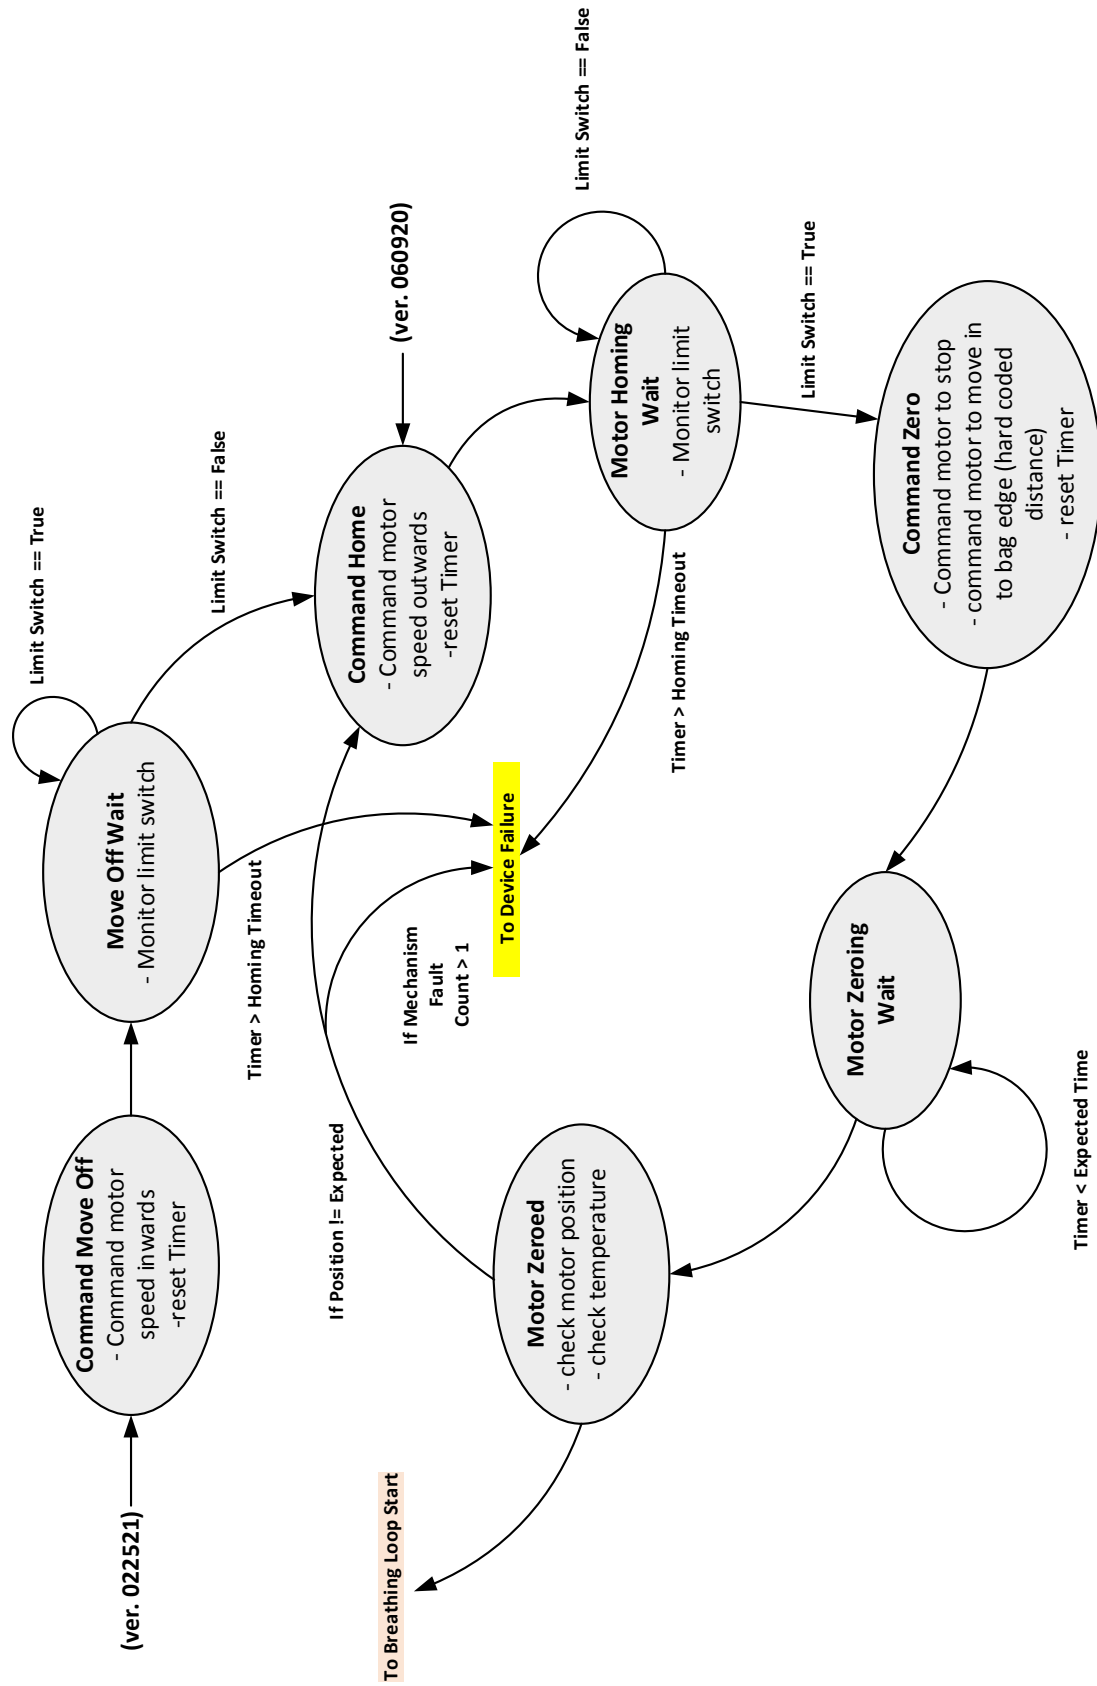 (ver. 022521)
Command Move Off
- Command motor
speed inwards
-reset Timer
Move Off Wait
- Monitor limit switch
Limit Switch == True
Limit Switch == False
Timer > Homing Timeout
Command Home
- Command motor
speed outwards
-reset Timer
(ver. 060920)
Motor Homing
Wait
- Monitor limit
switch
Limit Switch == False
Limit Switch == True
Timer > Homing Timeout
Command Zero
- Command motor to stop
- command motor to move in
to bag edge (hard coded
distance)
- reset Timer
Motor Zeroing
Wait
Timer < Expected Time
Motor Zeroed
- check motor position
- check temperature
If Position != Expected
If Mechanism
Fault
Count > 1
To Device Failure
To Breathing Loop Start